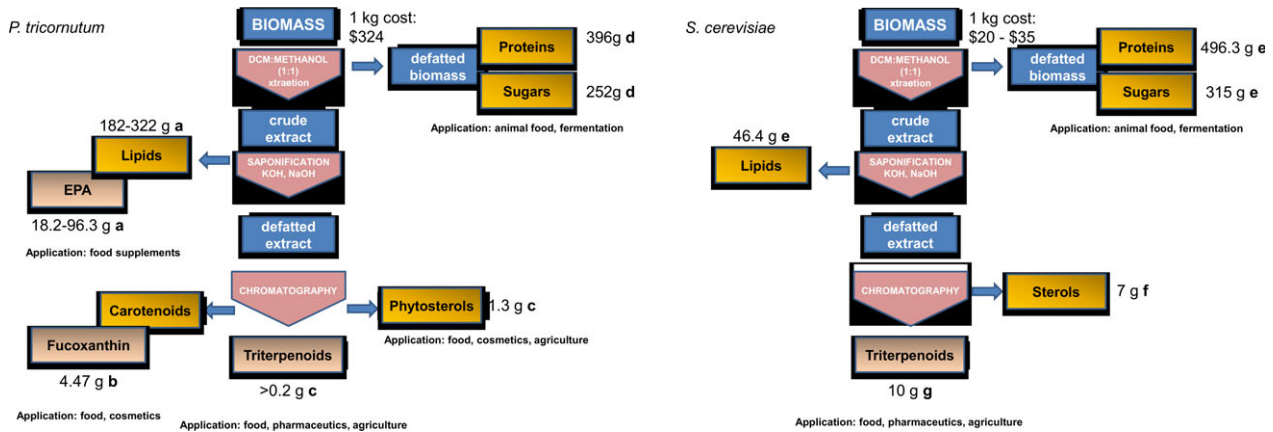 P. tricornutum
BIOMASS
1 kg cost:
$324
DCM:METHANOL
(1:1)
xtraetion
defatted
biomass
Proteins
396g d
Sugars
252g d
Application: animal food, fermentation
crude
extract
182-322 g a
Lipids
EPA
18.2-96.3 g a
Application: food supplements
SAPONIFICATION
KOH, NaOH
defatted
extract
CHROMATOGRAPHY
Carotenoids
Fucoxanthin
4.47 g b
Application: food, cosmetics
Phytosterols
1.3 g c
Application: food, cosmetics, agriculture
Triterpenoids
>0.2 g c
Application: food, pharmaceutics, agriculture
S. cerevisiae
BIOMASS
1 kg cost:
$20 - $35
DCM:METHANOL
(1:1)
xtraetion
defatted
biomass
Proteins
496.3 g e
Sugars
315 g e
Application: animal food, fermentation
crude
extract
46.4 g e
Lipids
SAPONIFICATION
KOH, NaOH
defatted
extract
CHROMATOGRAPHY
Sterols
7 g f
Triterpenoids
10 g g
Application: food, pharmaceutics, agriculture